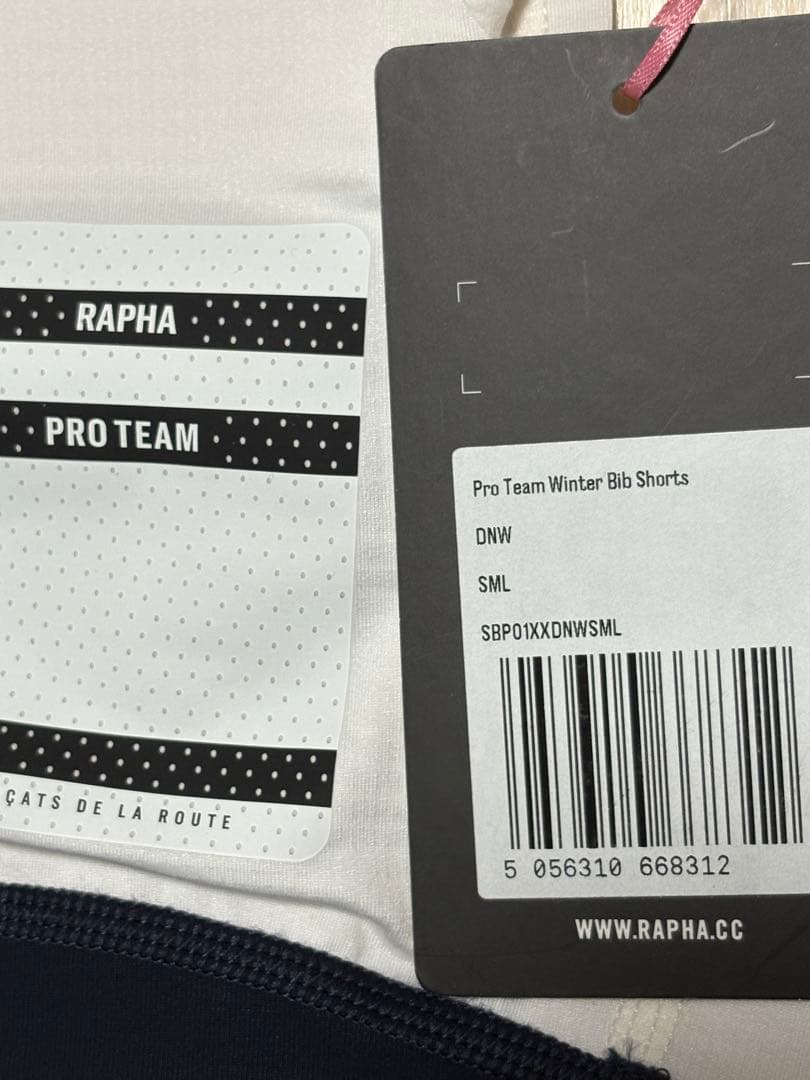 RAPHA
PRO TEAM
ÇATS DE LA ROUTE
Pro Team Winter Bib Shorts
DNW
SML
SBP01XXDNWSML
5 056310 668312
WWW.RAPHA.CC